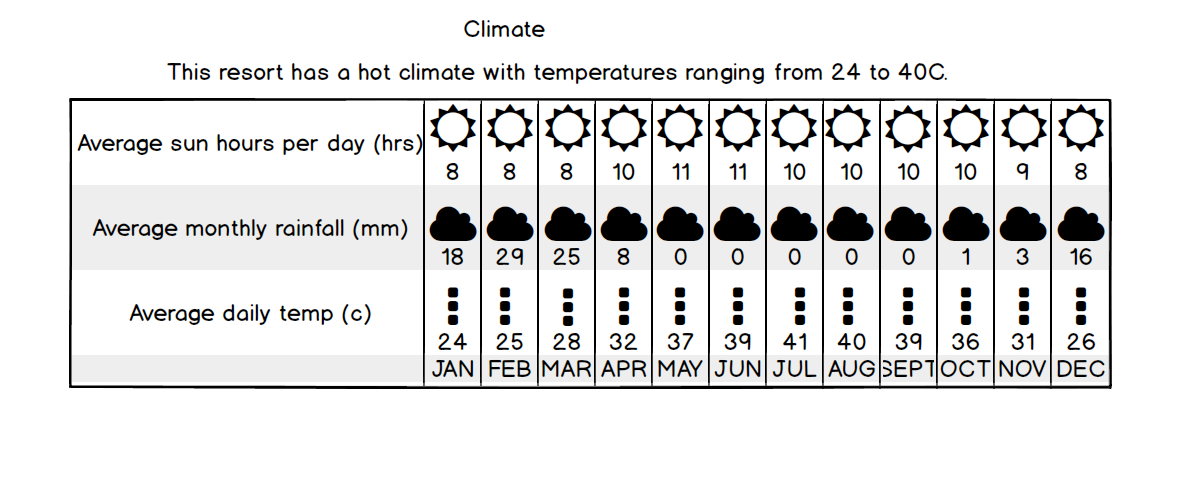 Climate
This resort has a hot climate with temperatures ranging from 24 to 40C.
Average sun hours per day (hrs) 8 8 8 10 11 11 10 10 10 10 9 8
Average monthly rainfall (mm) 18 29 25 8 0 0 0 0 0 1 3 16
Average daily temp (c) 24 25 28 32 37 39 41 40 39 36 31 26
JAN FEB MAR APR MAY JUN JUL AUG SEPT OCT NOV DEC